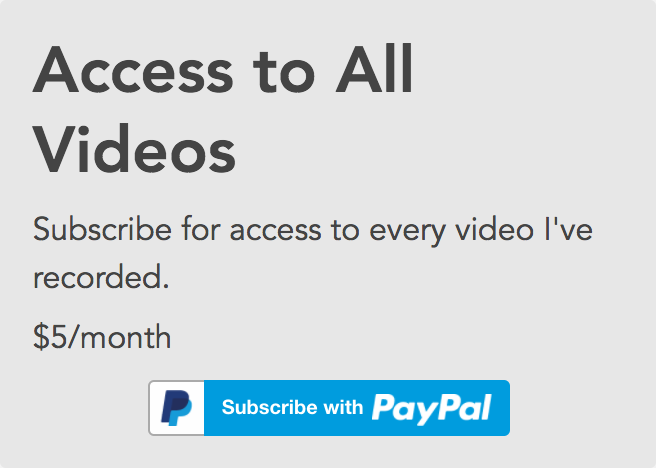 Access to All
Videos
Subscribe for access to every video I've
recorded.
$5/month
Subscribe with PayPal